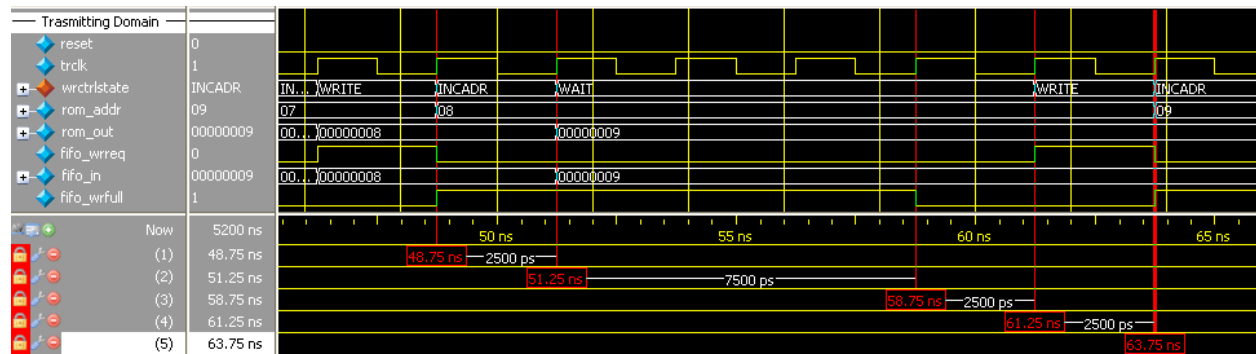 Trasmitting Domain
reset 0
trclk 1
wrctrlstate INCADR IN... WRITE INCADR WAIT WRITE INCADR
rom_addr 09 07 08 09
rom_out 00000009 00... 00000008 00000009
fifo_wrreq 0
fifo_in 00000009 00... 00000008 00000009
fifo_wrfull 1
Now 5200 ns 50 ns 55 ns 60 ns 65 ns
(1) 48.75 ns 48.75 ns 2500 ps
(2) 51.25 ns 51.25 ns 7500 ps
(3) 58.75 ns 58.75 ns 2500 ps
(4) 61.25 ns 61.25 ns 2500 ps
(5) 63.75 ns 63.75 ns